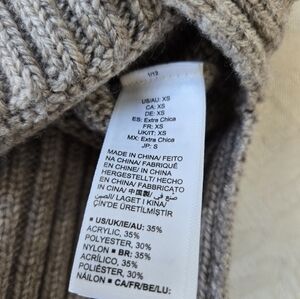 1/12
US/AU: XS
CA: XS
DE: XS
ES: Extra Chica
FR: XS
UK/IT: XS
MX: Extra Chica
JP: S
MADE IN CHINA/ FEITO
NA CHINA/ FABRIQUÉ
EN CHINE/ IN CHINA
HERGESTELLT/ HECHO
EN CHINA/ FABBRICATO
IN CINA/ 中国製/ صنع في
الصين/ LAGET I KINA/
ÇİN'DE ÜRETİLMİŞTİR
■ US/UK/IE/AU: 35%
ACRYLIC, 35%
POLYESTER, 30%
NYLON ■ BR: 35%
ACRÍLICO, 35%
POLIÉSTER, 30%
NÁILON ■ CA/FR/BE/LU: